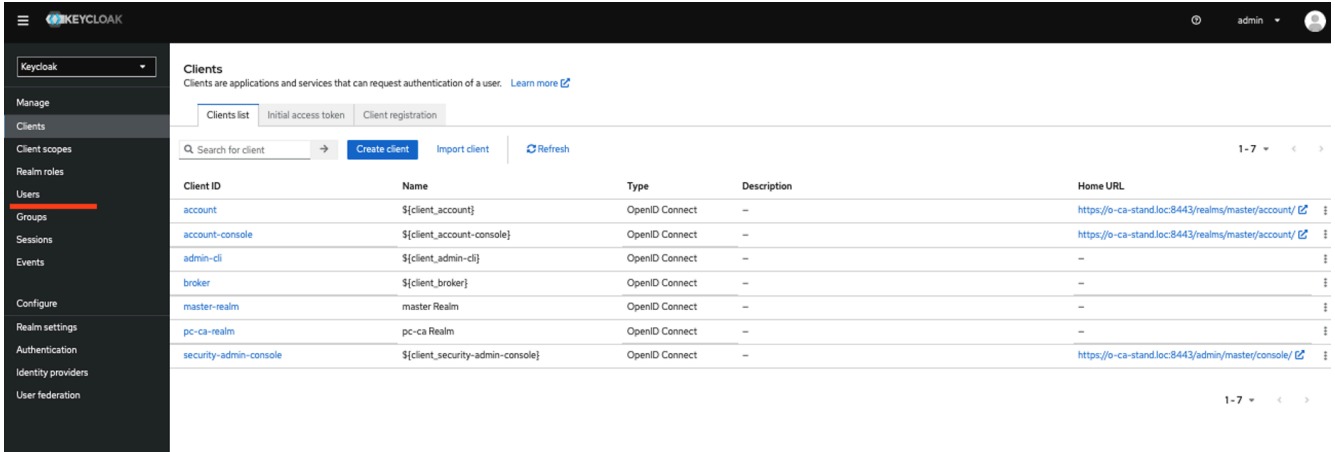 KEYCLOAK
admin
Keycloak
Manage
Clients
Client scopes
Realm roles
Users
Groups
Sessions
Events
Configure
Realm settings
Authentication
Identity providers
User federation
Clients
Clients are applications and services that can request authentication of a user. Learn more
Clients list Initial access token Client registration
Search for client Create client Import client Refresh 1-7
Client ID Name Type Description Home URL
account ${client_account} OpenID Connect – https://o-ca-stand.loc:8443/realms/master/account/
account-console ${client_account-console} OpenID Connect – https://o-ca-stand.loc:8443/realms/master/account/
admin-cli ${client_admin-cli} OpenID Connect – –
broker ${client_broker} OpenID Connect – –
master-realm master Realm OpenID Connect – –
pc-ca-realm pc-ca Realm OpenID Connect – –
security-admin-console ${client_security-admin-console} OpenID Connect – https://o-ca-stand.loc:8443/admin/master/console/
1-7